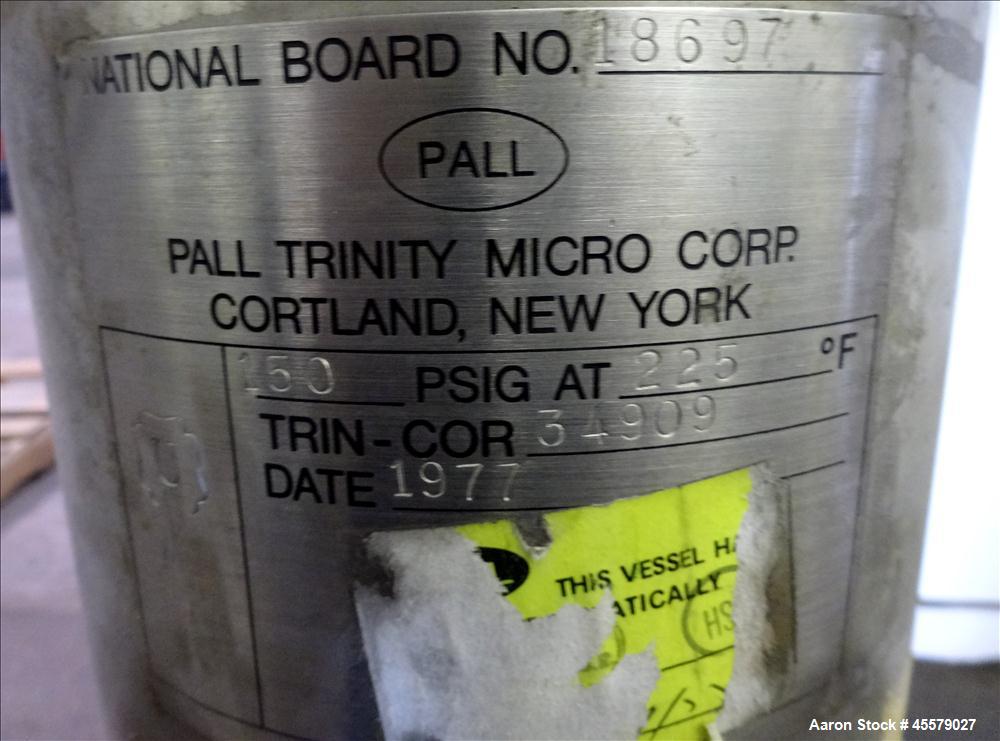 NATIONAL BOARD NO. 18697
PALL
PALL TRINITY MICRO CORP.
CORTLAND, NEW YORK
150 PSIG AT 225 °F
TRIN-COR 34909
DATE 1977
THIS VESSEL HA
ATICALLY
HS
Aaron Stock # 45579027